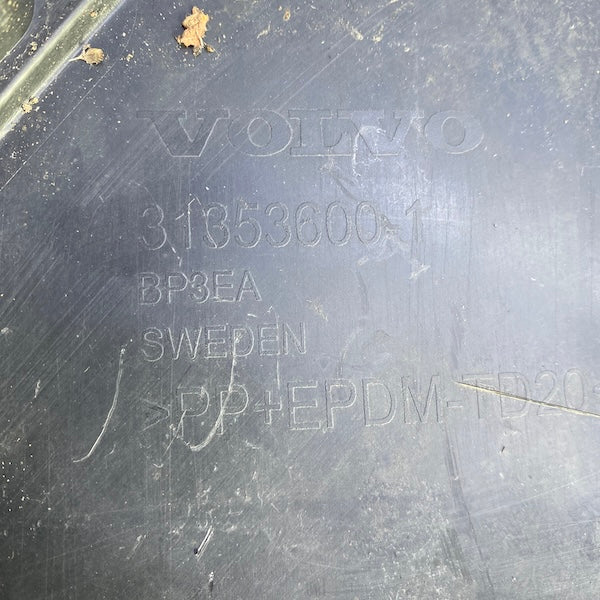 VOLVO
31353600-1
BP3EA
SWEDEN
>PP+EPDM-TD20<